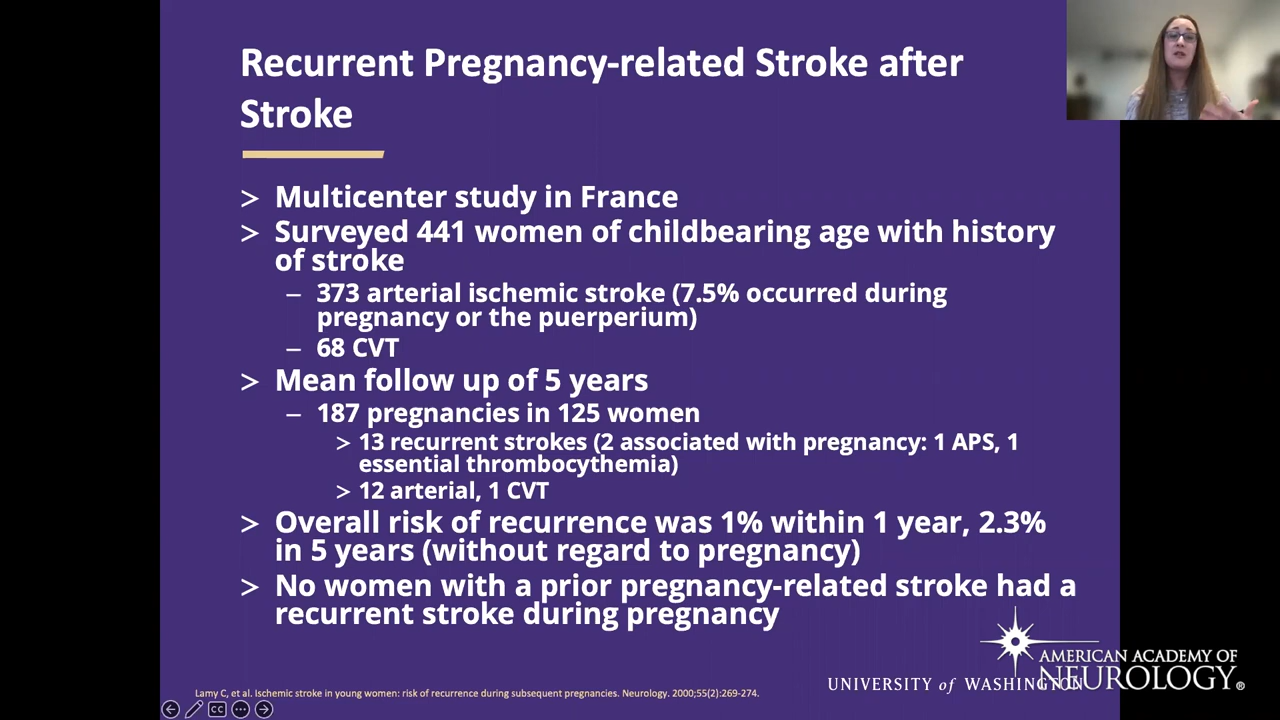 Recurrent Pregnancy-related Stroke after
Stroke
> Multicenter study in France
> Surveyed 441 women of childbearing age with history
of stroke
– 373 arterial ischemic stroke (7.5% occurred during
pregnancy or the puerperium)
– 68 CVT
> Mean follow up of 5 years
– 187 pregnancies in 125 women
> 13 recurrent strokes (2 associated with pregnancy: 1 APS, 1
essential thrombocythemia)
> 12 arterial, 1 CVT
> Overall risk of recurrence was 1% within 1 year, 2.3%
in 5 years (without regard to pregnancy)
> No women with a prior pregnancy-related stroke had a
recurrent stroke during pregnancy
Lamy C, et al. Ischemic stroke in young women: risk of recurrence during subsequent pregnancies. Neurology. 2000;55(2):269-274.
UNIVERSITY of WASHINGTON
AMERICAN ACADEMY OF
NEUROLOGY®
CC